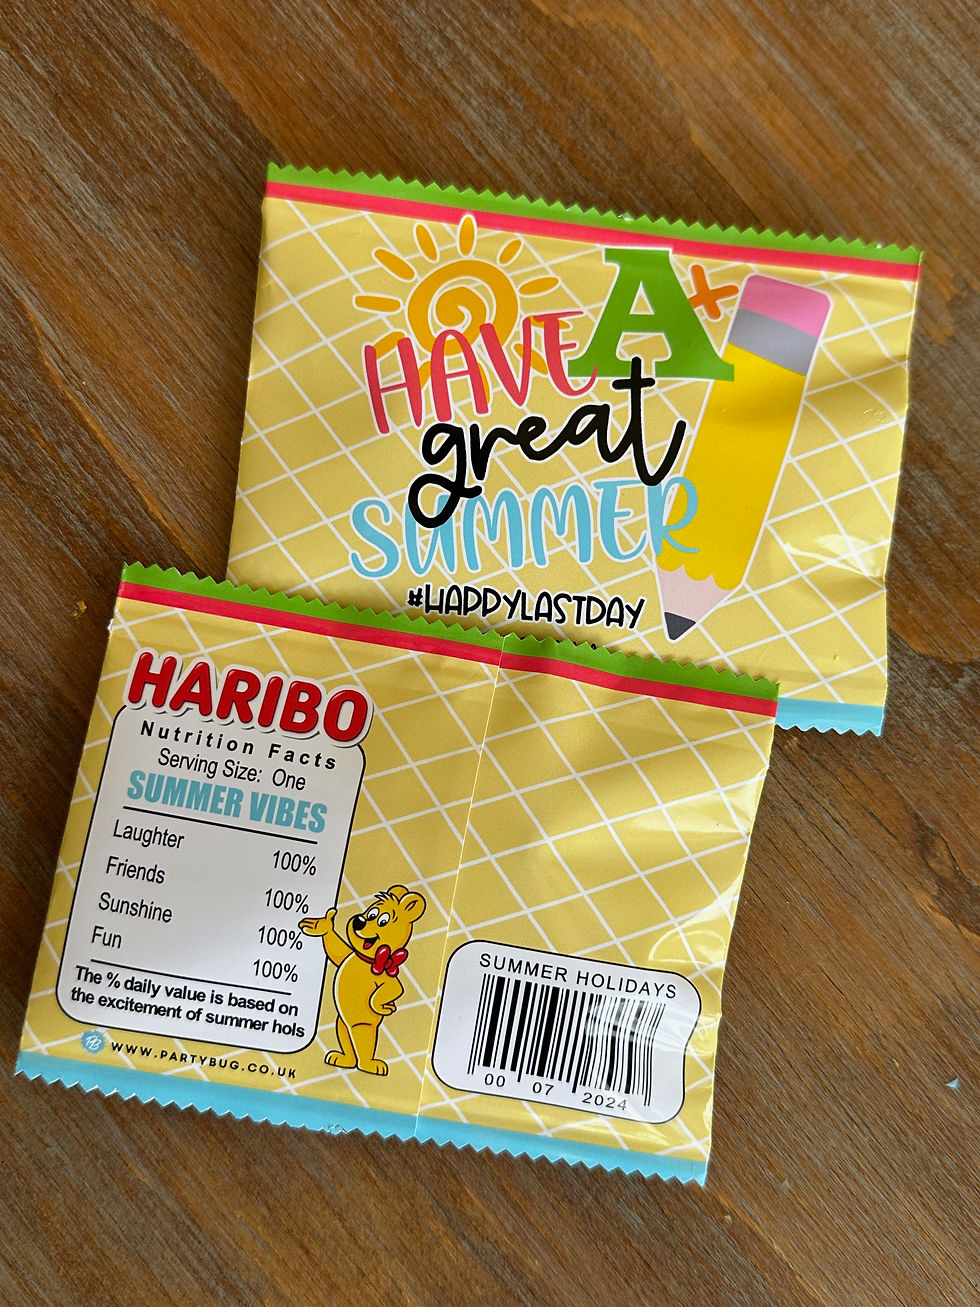 HAVE A+
great
SUMMER
#HAPPYLASTDAY
HARIBO
Nutrition Facts
Serving Size: One
SUMMER VIBES
Laughter 100%
Friends 100%
Sunshine 100%
Fun 100%
The % daily value is based on
the excitement of summer hols
PB WWW.PARTYBUG.CO.UK
SUMMER HOLIDAYS
00 07 2024